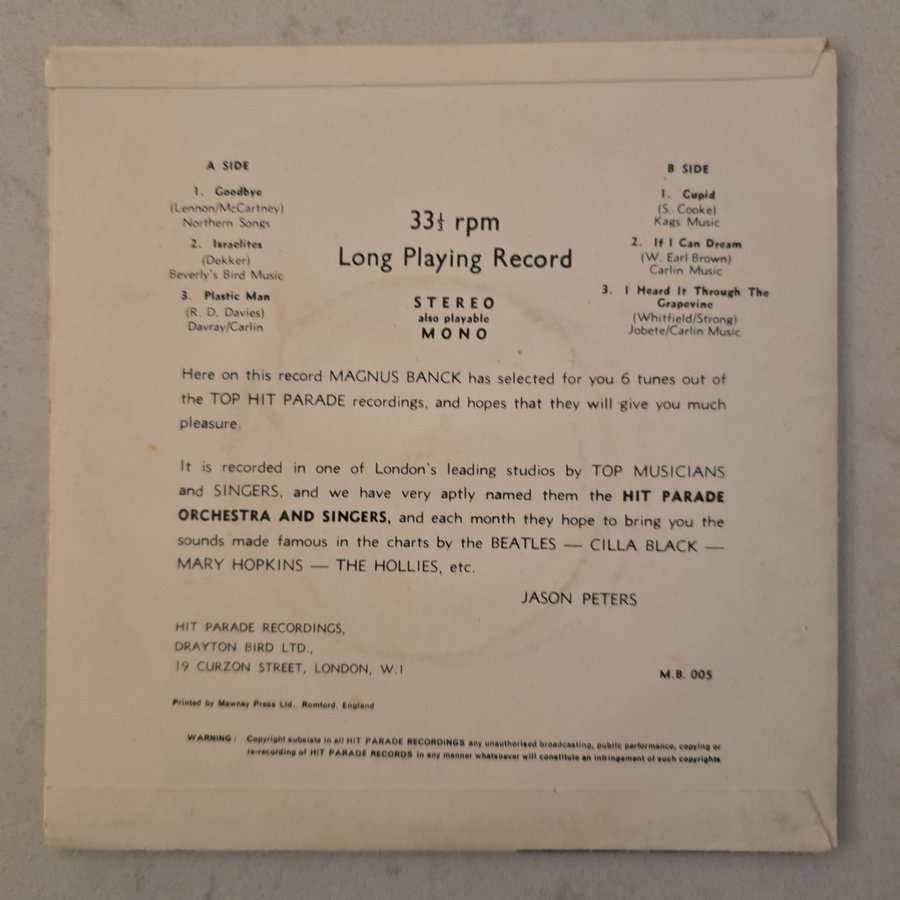 A SIDE
1. Goodbye
(Lennon/McCartney)
Northern Songs
2. Israelites
(Dekker)
Beverly's Bird Music
3. Plastic Man
(R. D. Davies)
Davray/Carlin
33⅓ rpm
Long Playing Record
STEREO
also playable
MONO
B SIDE
1. Cupid
(S. Cooke)
Kags Music
2. If I Can Dream
(W. Earl Brown)
Carlin Music
3. I Heard It Through The
Grapevine
(Whitfield/Strong)
Jobete/Carlin Music
Here on this record MAGNUS BANCK has selected for you 6 tunes out of
the TOP HIT PARADE recordings, and hopes that they will give you much
pleasure.
It is recorded in one of London's leading studios by TOP MUSICIANS
and SINGERS, and we have very aptly named them the HIT PARADE
ORCHESTRA AND SINGERS, and each month they hope to bring you the
sounds made famous in the charts by the BEATLES — CILLA BLACK —
MARY HOPKINS — THE HOLLIES, etc.
JASON PETERS
HIT PARADE RECORDINGS,
DRAYTON BIRD LTD.,
19 CURZON STREET, LONDON, W.1
M.B. 005
Printed by Mawney Press Ltd., Romford, England
WARNING: Copyright subsists in all HIT PARADE RECORDINGS any unauthorised broadcasting, public performance, copying or
re-recording of HIT PARADE RECORDS in any manner whatsoever will constitute an infringement of such copyrights